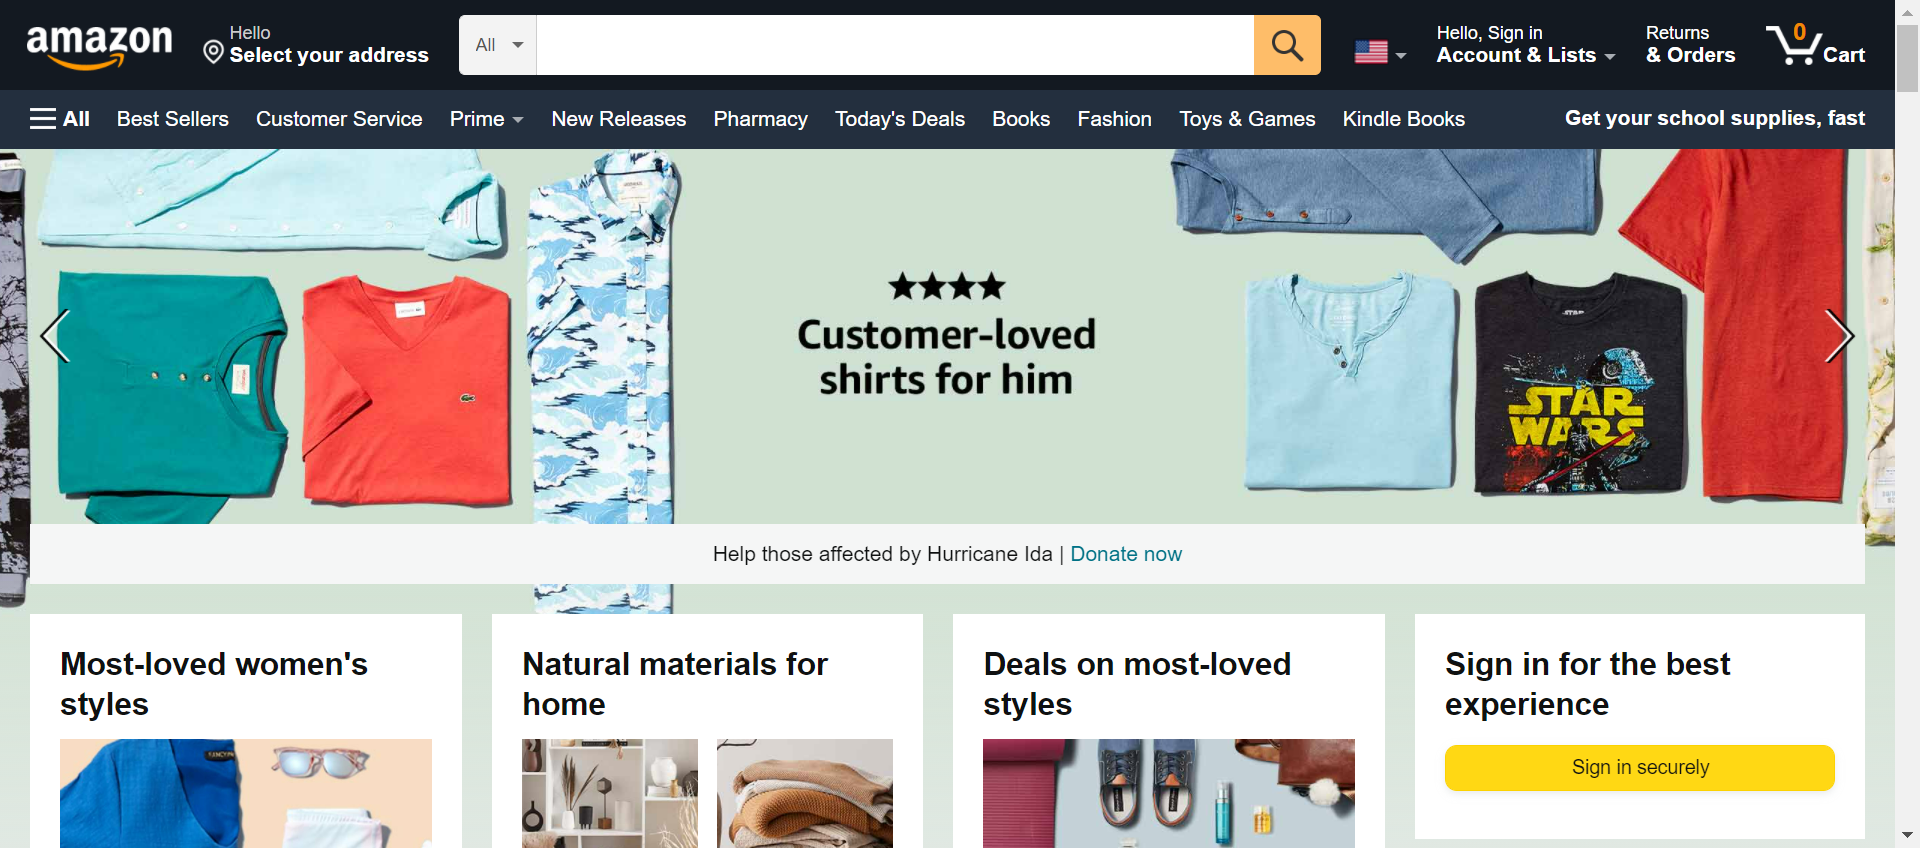 amazon
Hello
Select your address
All
Hello, Sign in
Account & Lists
Returns
& Orders
0
Cart
All
Best Sellers
Customer Service
Prime
New Releases
Pharmacy
Today's Deals
Books
Fashion
Toys & Games
Kindle Books
Get your school supplies, fast
Customer-loved
shirts for him
STAR
WARS
Help those affected by Hurricane Ida | Donate now
Most-loved women's
styles
Natural materials for
home
Deals on most-loved
styles
Sign in for the best
experience
Sign in securely